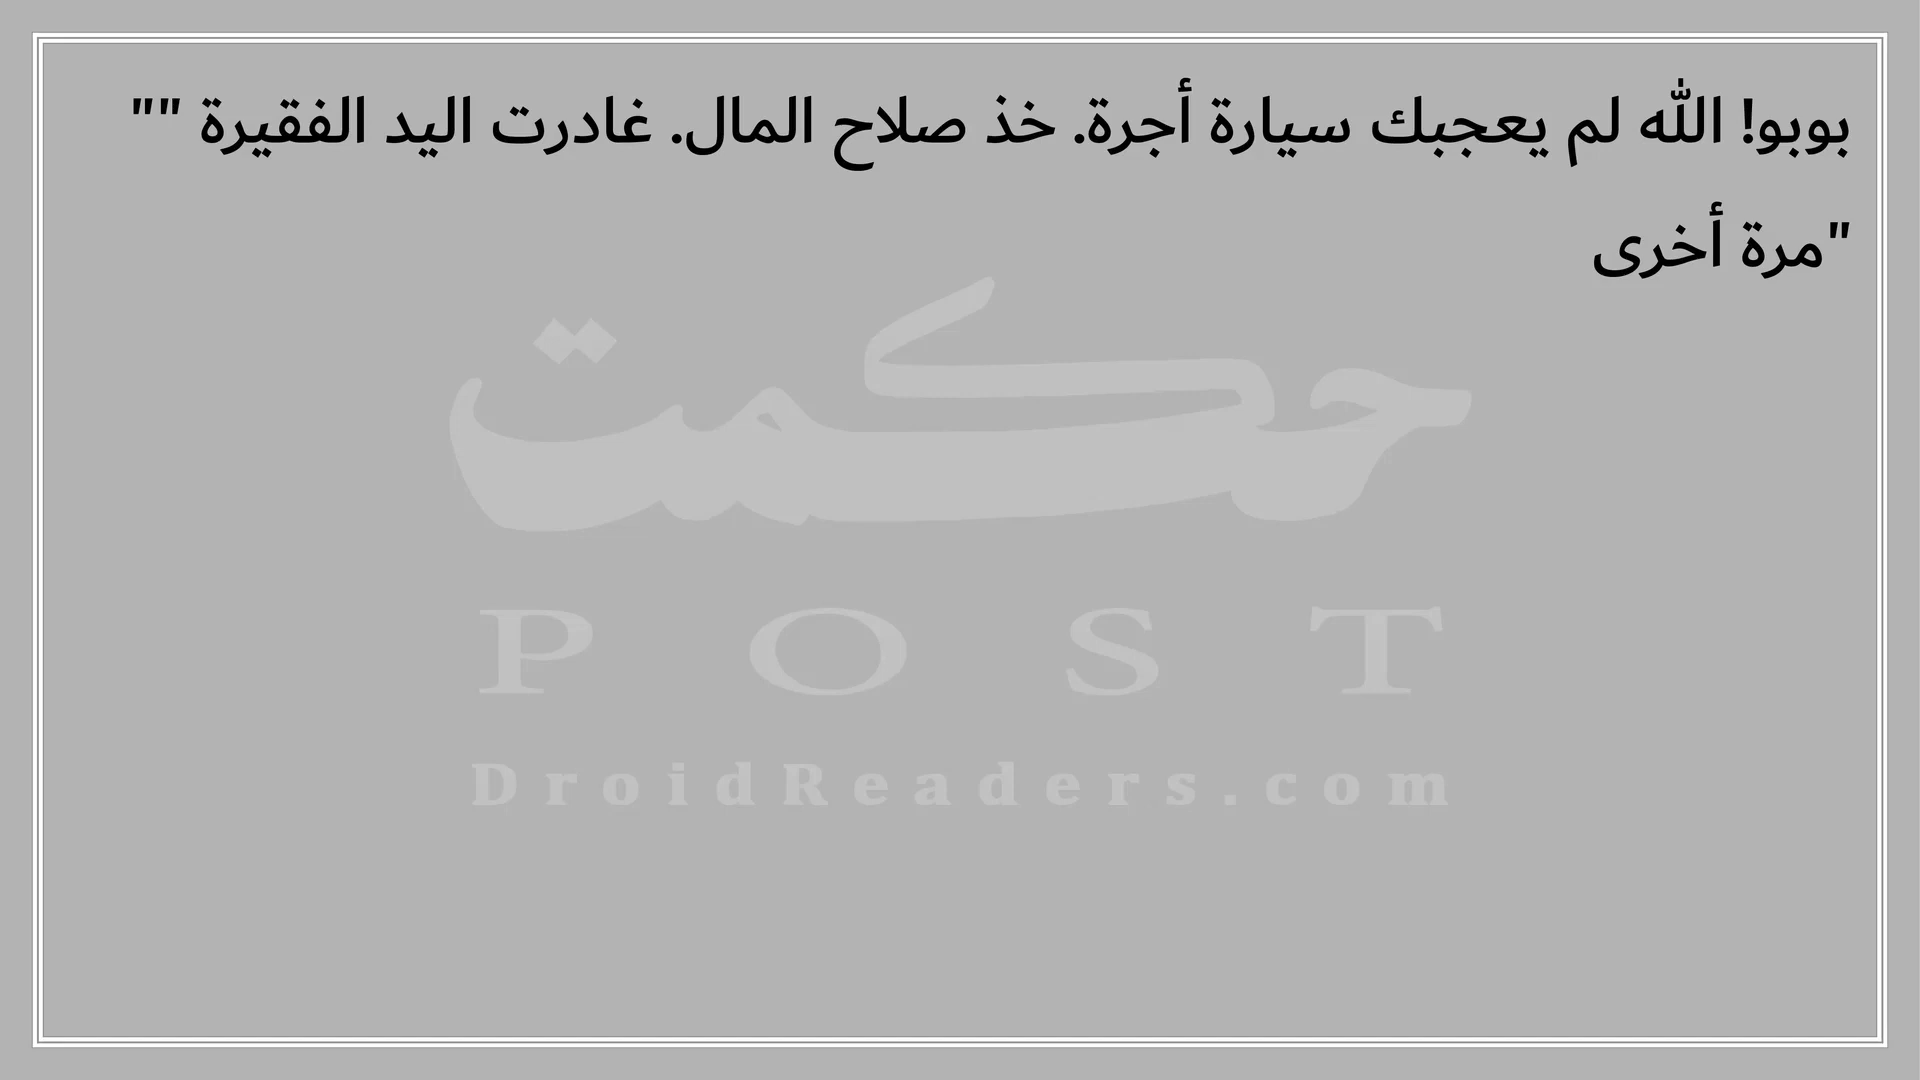 بوبو! الله لم يعجبك سيارة أجرة. خذ صلاح المال. غادرت اليد الفقيرة ""
"مرة أخرى
حكمت
POST
DroidReaders.com